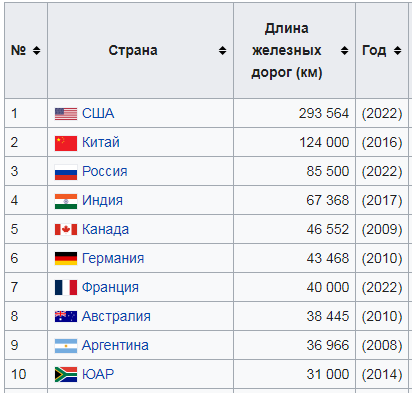 № Страна Длина железных дорог (км) Год
1 США 293 564 (2022)
2 Китай 124 000 (2016)
3 Россия 85 500 (2022)
4 Индия 67 368 (2017)
5 Канада 46 552 (2009)
6 Германия 43 468 (2010)
7 Франция 40 000 (2022)
8 Австралия 38 445 (2010)
9 Аргентина 36 966 (2008)
10 ЮАР 31 000 (2014)